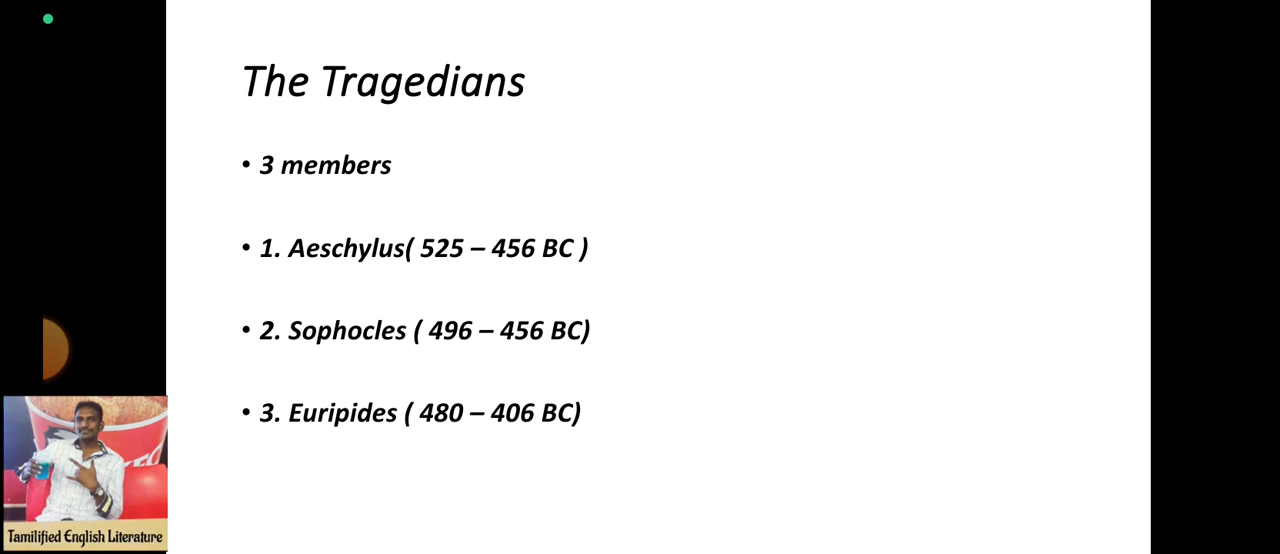 The Tragedians
• 3 members
• 1. Aeschylus( 525 – 456 BC )
• 2. Sophocles ( 496 – 456 BC)
• 3. Euripides ( 480 – 406 BC)
Tamilified English Literature